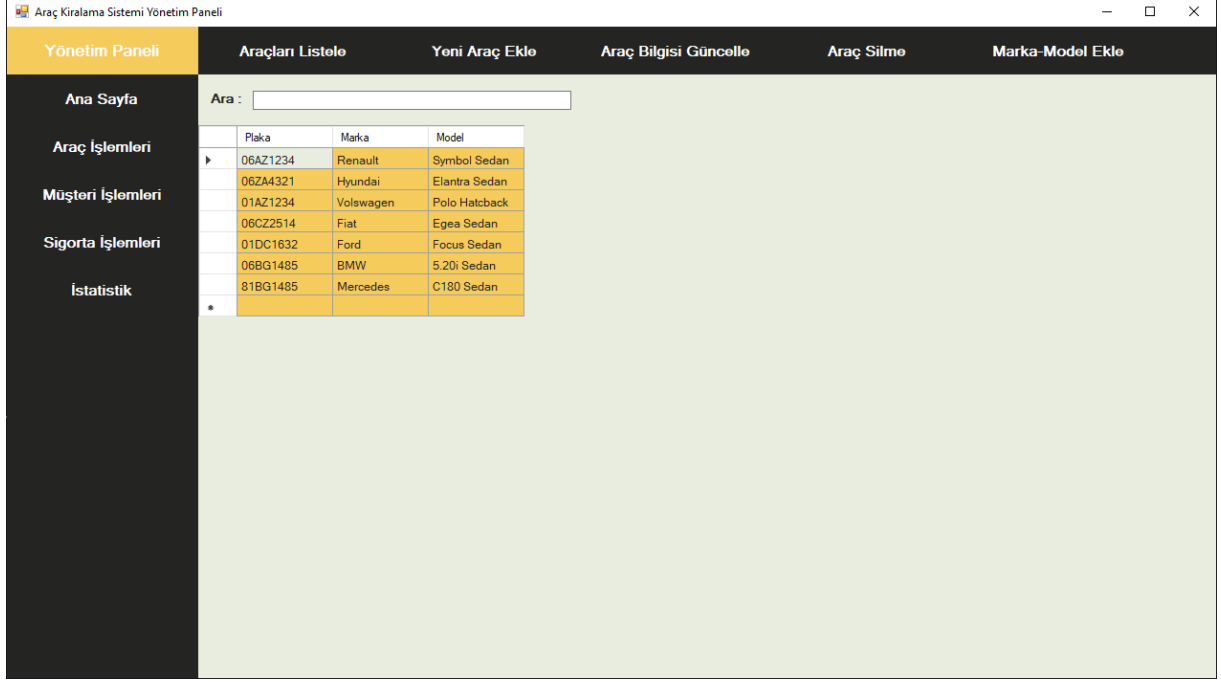 Araç Kiralama Sistemi Yönetim Paneli
Yönetim Paneli Araçları Listele Yeni Araç Ekle Araç Bilgisi Güncelle Araç Silme Marka-Model Ekle
Ana Sayfa
Araç İşlemleri
Müşteri İşlemleri
Sigorta İşlemleri
İstatistik
Ara :
Plaka Marka Model
06AZ1234 Renault Symbol Sedan
06ZA4321 Hyundai Elantra Sedan
01AZ1234 Volswagen Polo Hatcback
06CZ2514 Fiat Egea Sedan
01DC1632 Ford Focus Sedan
06BG1485 BMW 5.20i Sedan
81BG1485 Mercedes C180 Sedan